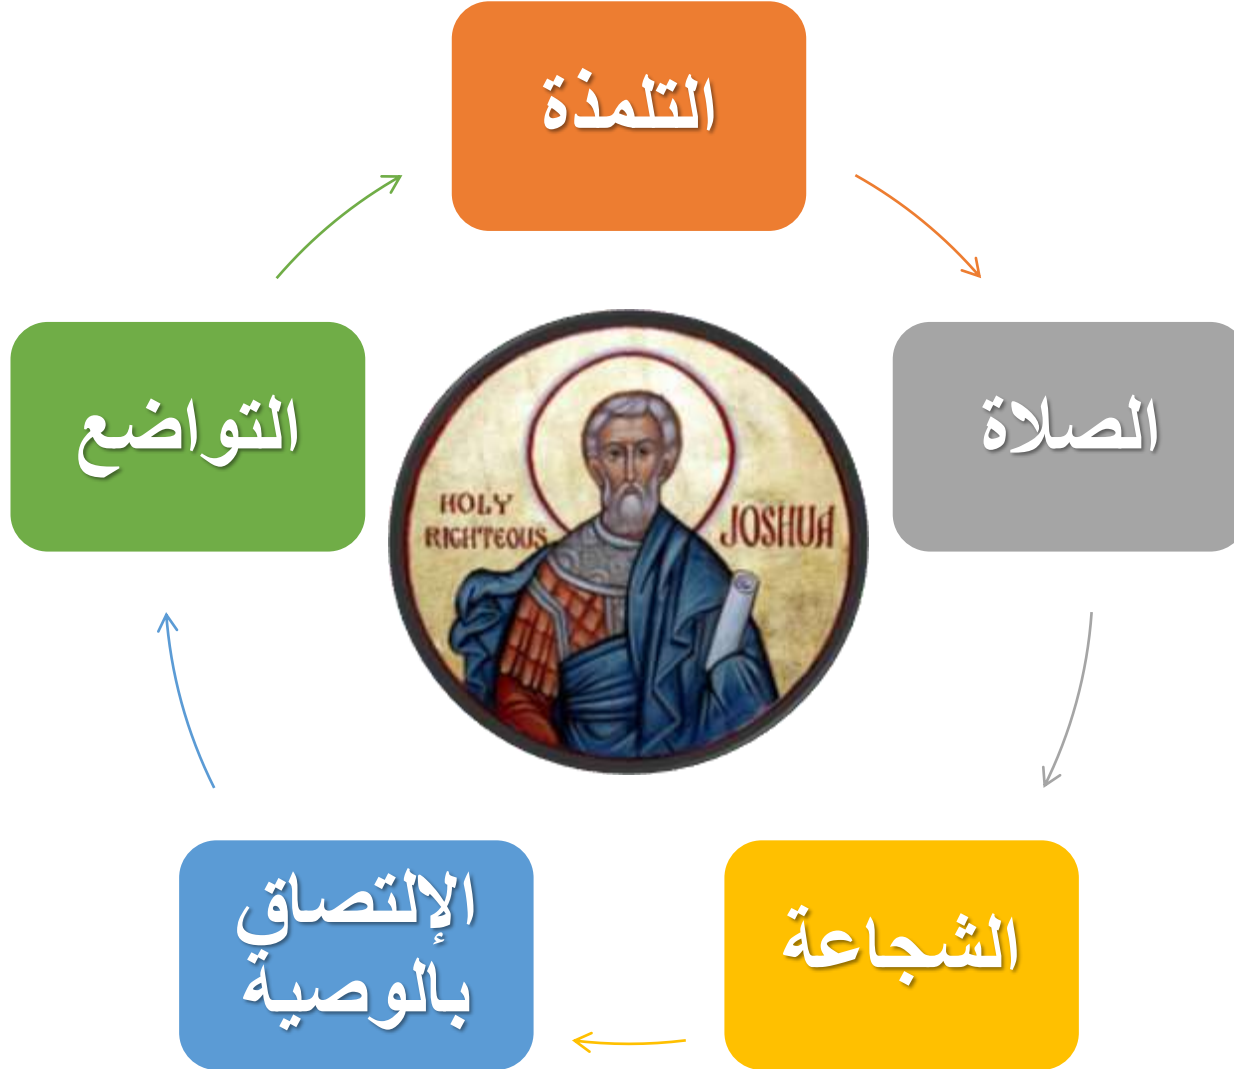 التلمذة
الصلاة
الشجاعة
الإلتصاق
بالوصية
التواضع
HOLY
RIGHTEOUS
JOSHUA